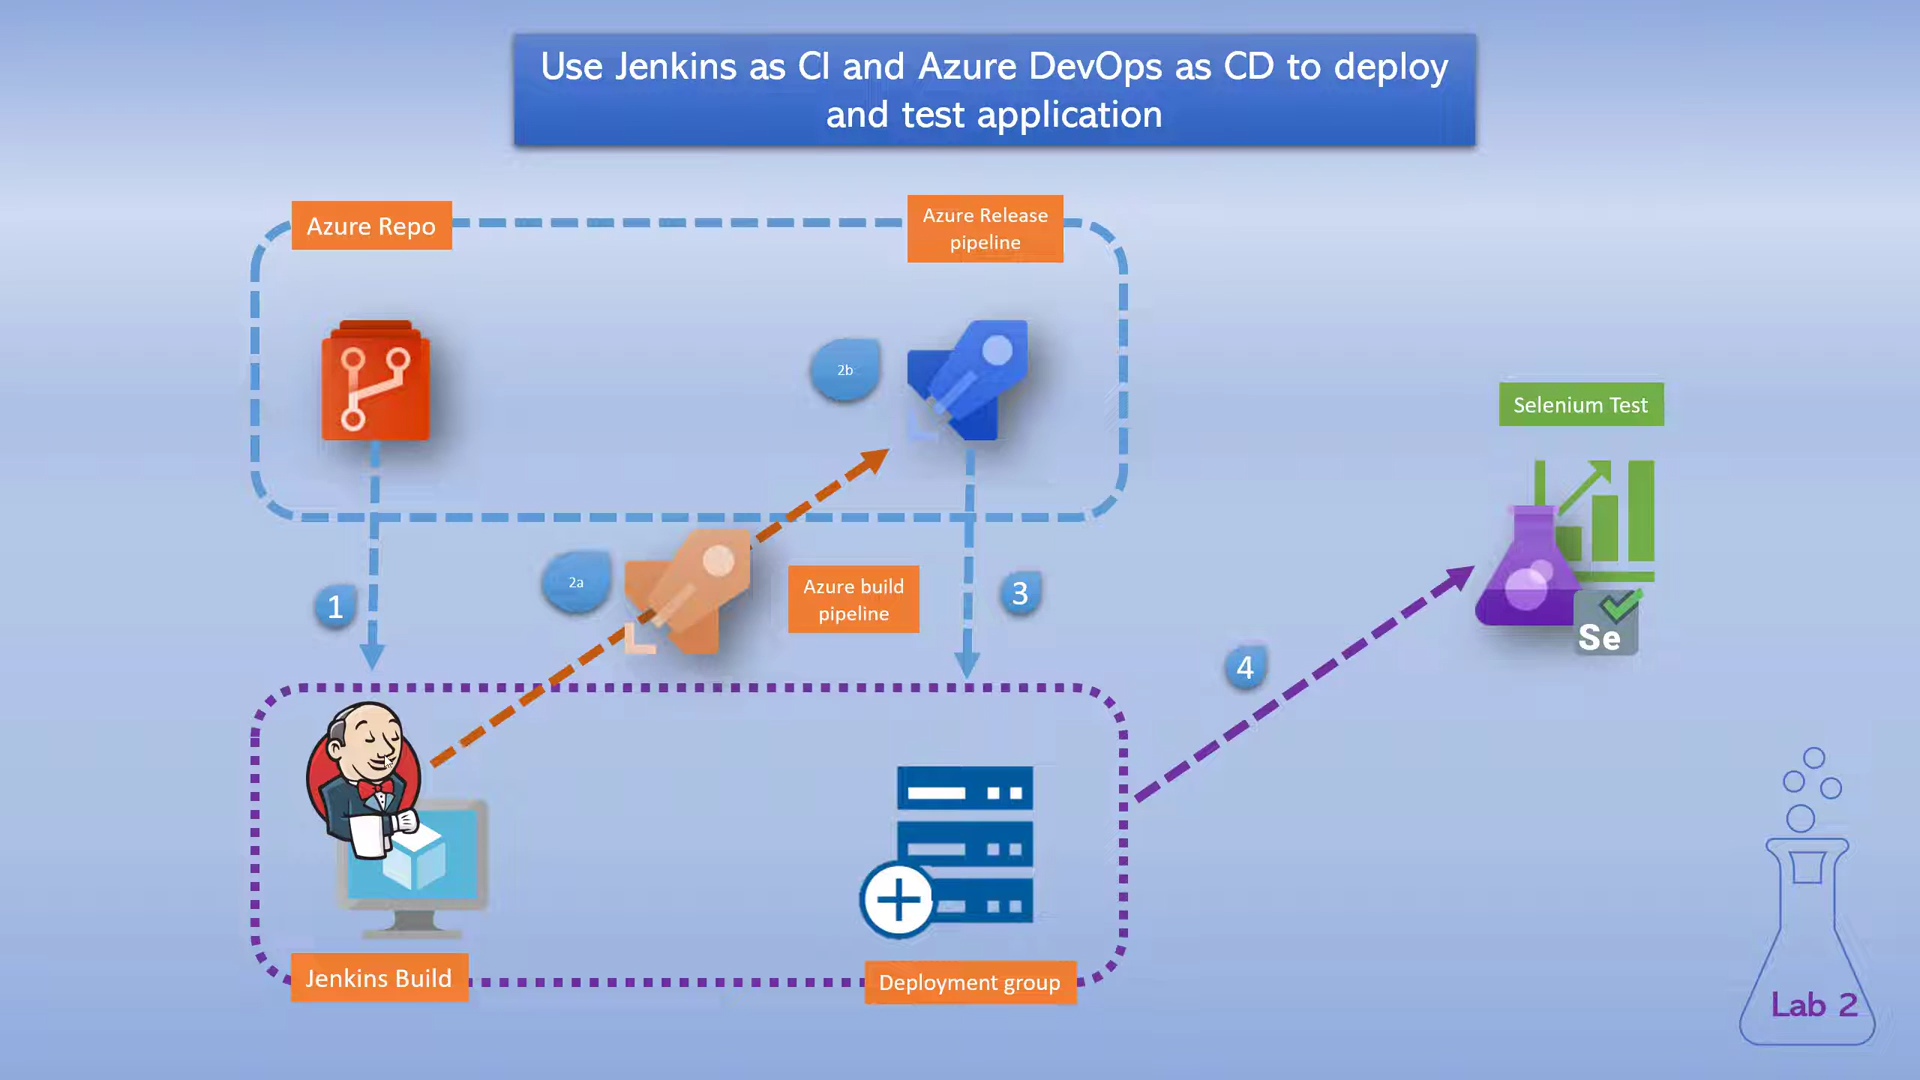 Use Jenkins as CI and Azure DevOps as CD to deploy
and test application
Azure Repo
Azure Release
pipeline
2b
Selenium Test
2a
Azure build
pipeline
1
3
Se
4
Jenkins Build
Deployment group
Lab 2